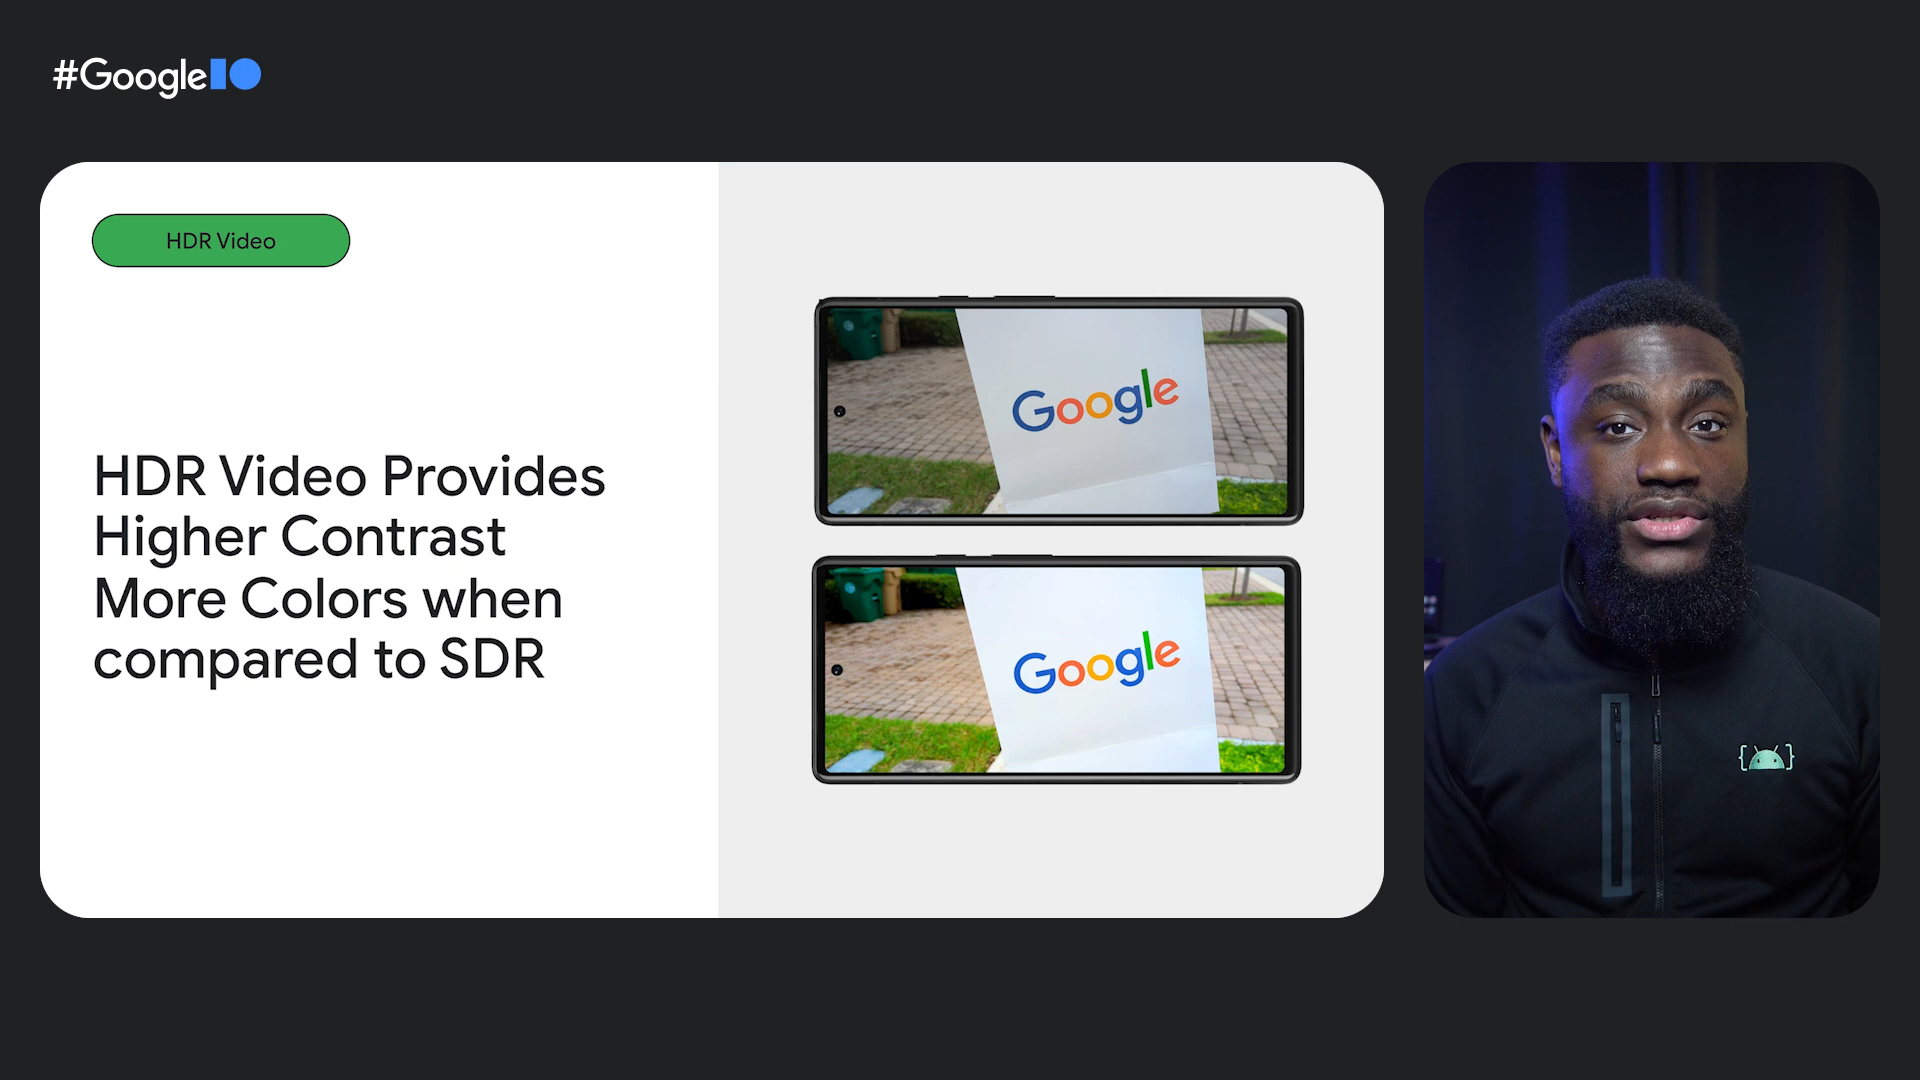 #GoogleIO
HDR Video
HDR Video Provides
Higher Contrast
More Colors when
compared to SDR
Google
Google